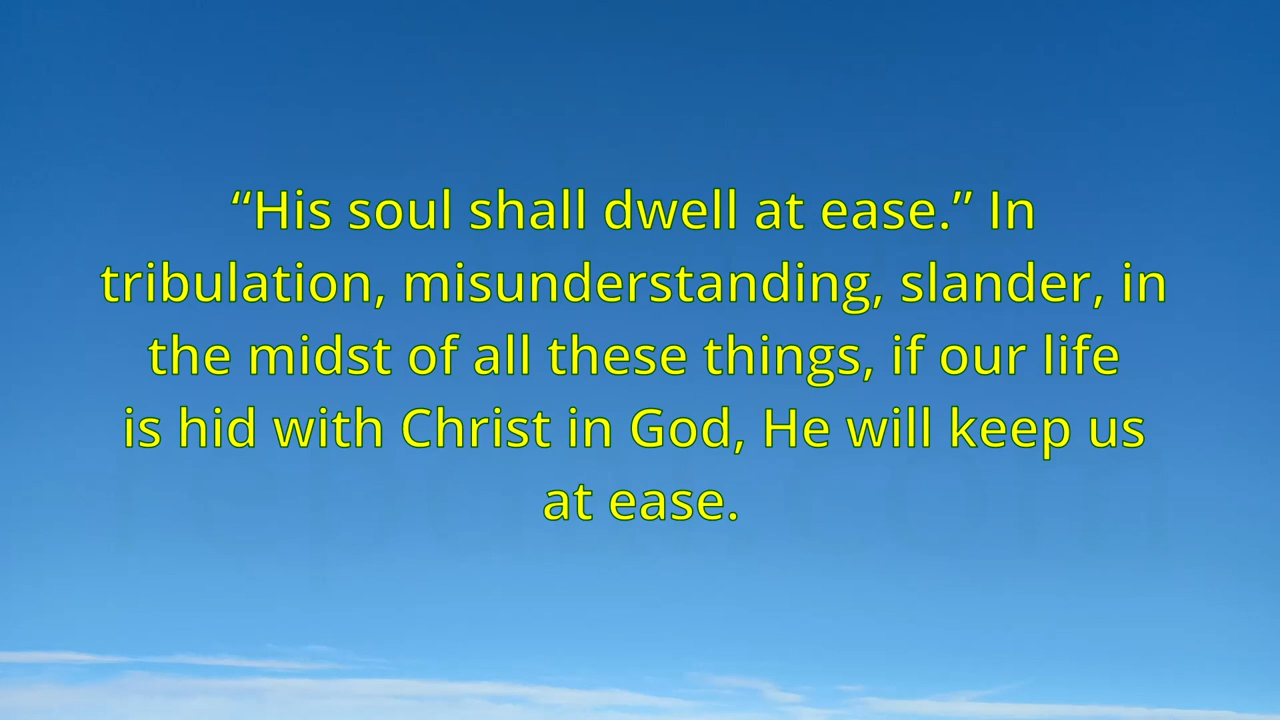 “His soul shall dwell at ease.” In
tribulation, misunderstanding, slander, in
the midst of all these things, if our life
is hid with Christ in God, He will keep us
at ease.